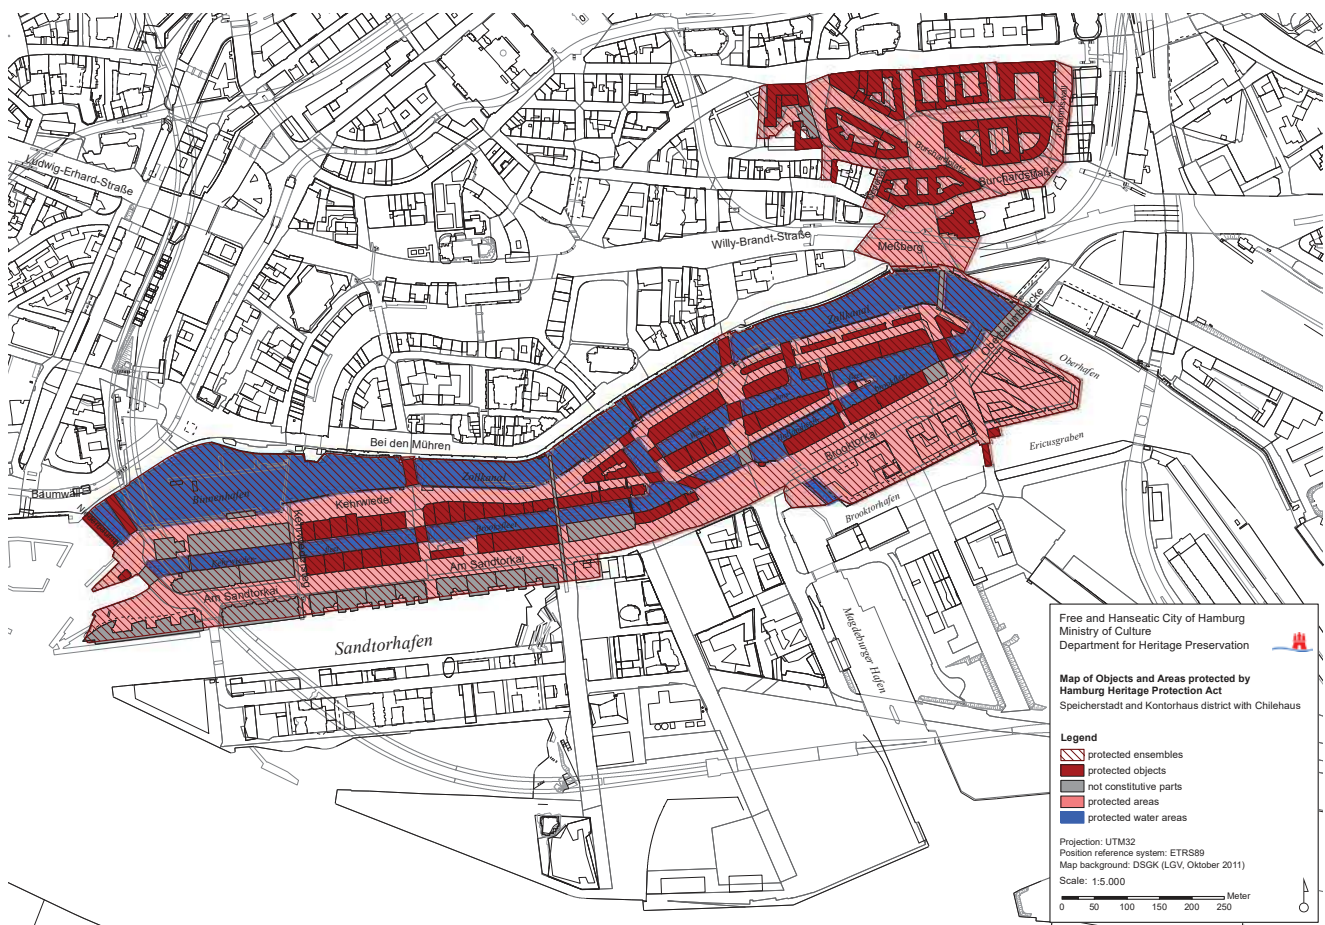 Ludwig-Erhard-Straße
Burchardplatz
Burchardstraße
Willy-Brandt-Straße
Meßberg
Zollkanal
Oberbaumbrücke
Oberhafen
Bei den Mühren
Ericusgraben
Brooktorkai
Baumwall
Binnenhafen
Zollkanal
Kehrwieder
Brooktorhafen
Am Sandtorkai
Am Sandtorkai
Sandtorhafen
Magdeburger Hafen
Free and Hanseatic City of Hamburg
Ministry of Culture
Department for Heritage Preservation
Map of Objects and Areas protected by
Hamburg Heritage Protection Act
Speicherstadt and Kontorhaus district with Chilehaus
Legend
protected ensembles
protected objects
not constitutive parts
protected areas
protected water areas
Projection: UTM32
Position reference system: ETRS89
Map background: DSGK (LGV, Oktober 2011)
Scale: 1:5.000
Meter
0 50 100 150 200 250